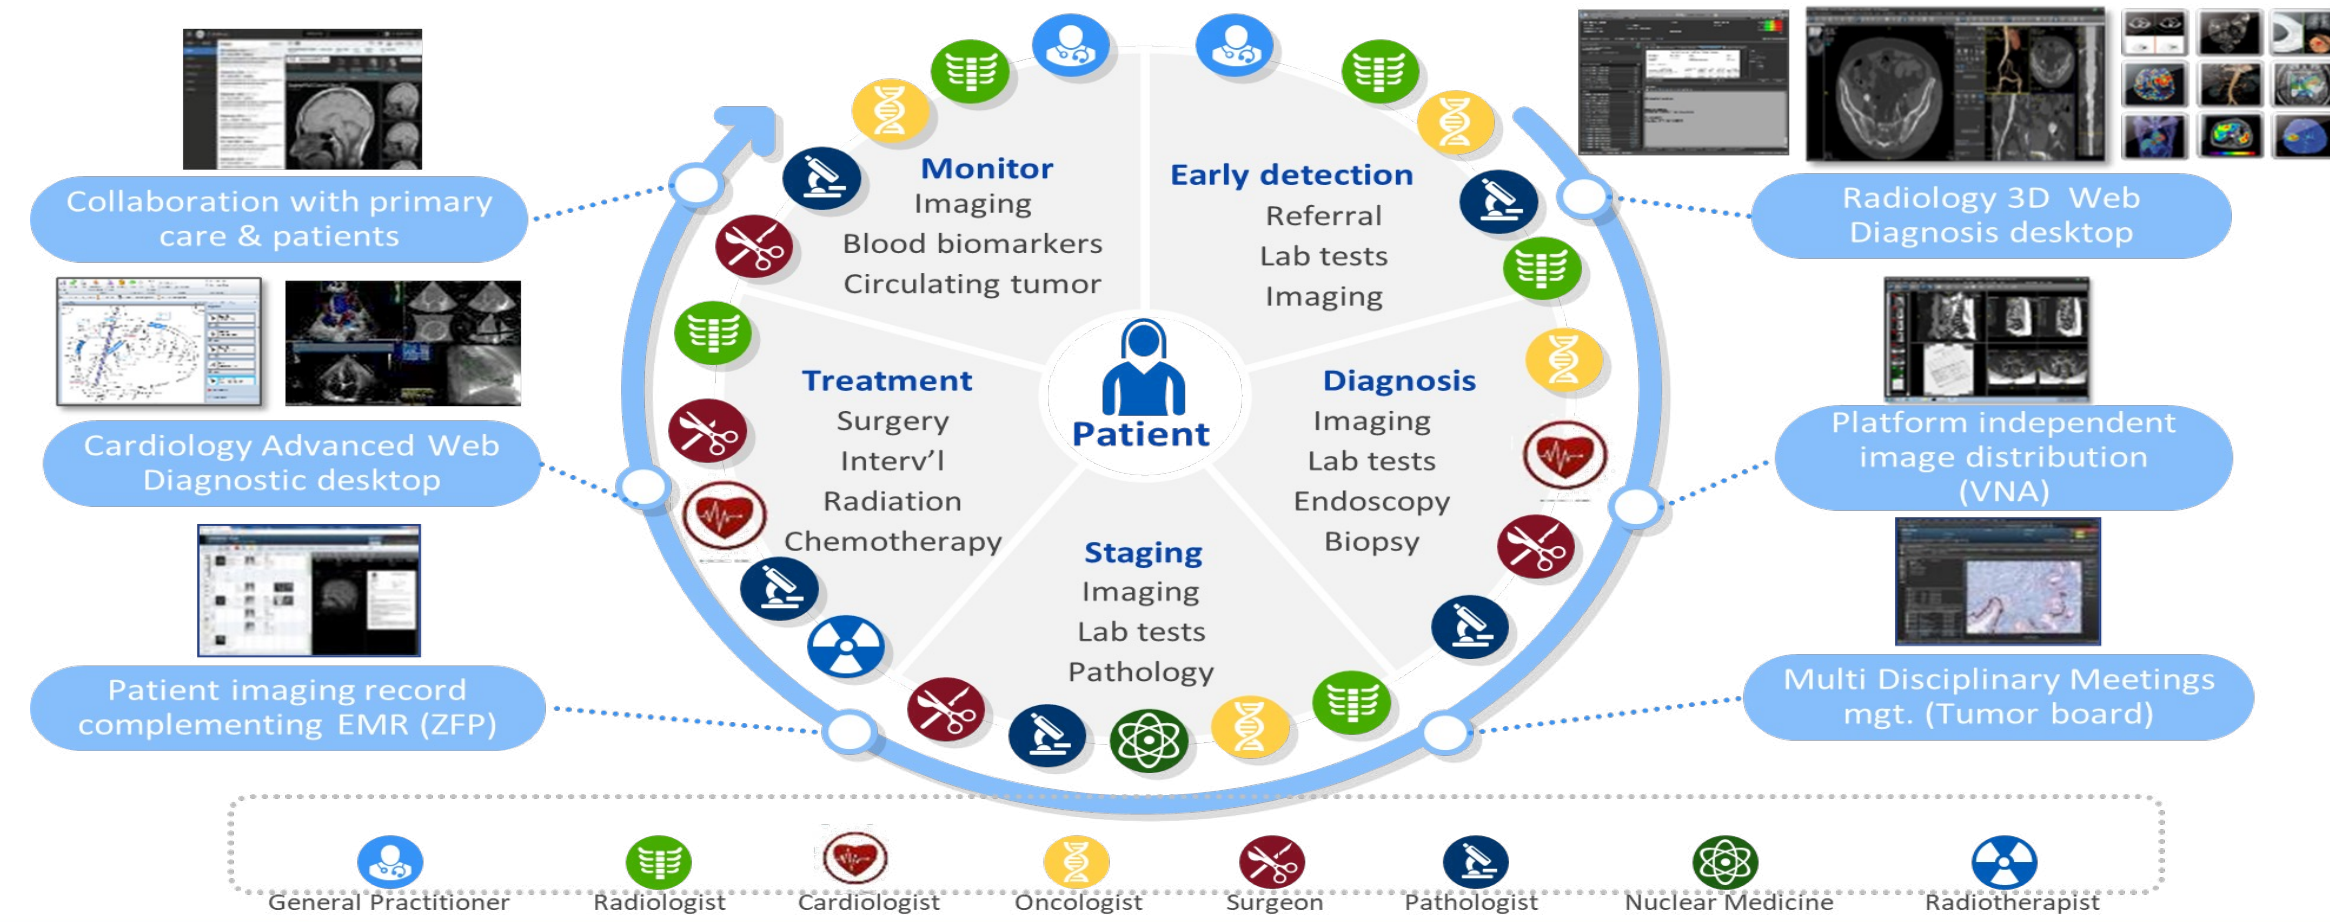 Monitor
Imaging
Blood biomarkers
Circulating tumor
Early detection
Referral
Lab tests
Imaging
Collaboration with primary
care & patients
Radiology 3D Web
Diagnosis desktop
Treatment
Surgery
Interv'l
Radiation
Chemotherapy
Patient
Diagnosis
Imaging
Lab tests
Endoscopy
Biopsy
Cardiology Advanced Web
Diagnostic desktop
Platform independent
image distribution
(VNA)
Staging
Imaging
Lab tests
Pathology
Patient imaging record
complementing EMR (ZFP)
Multi Disciplinary Meetings
mgt. (Tumor board)
General Practitioner
Radiologist
Cardiologist
Oncologist
Surgeon
Pathologist
Nuclear Medicine
Radiotherapist